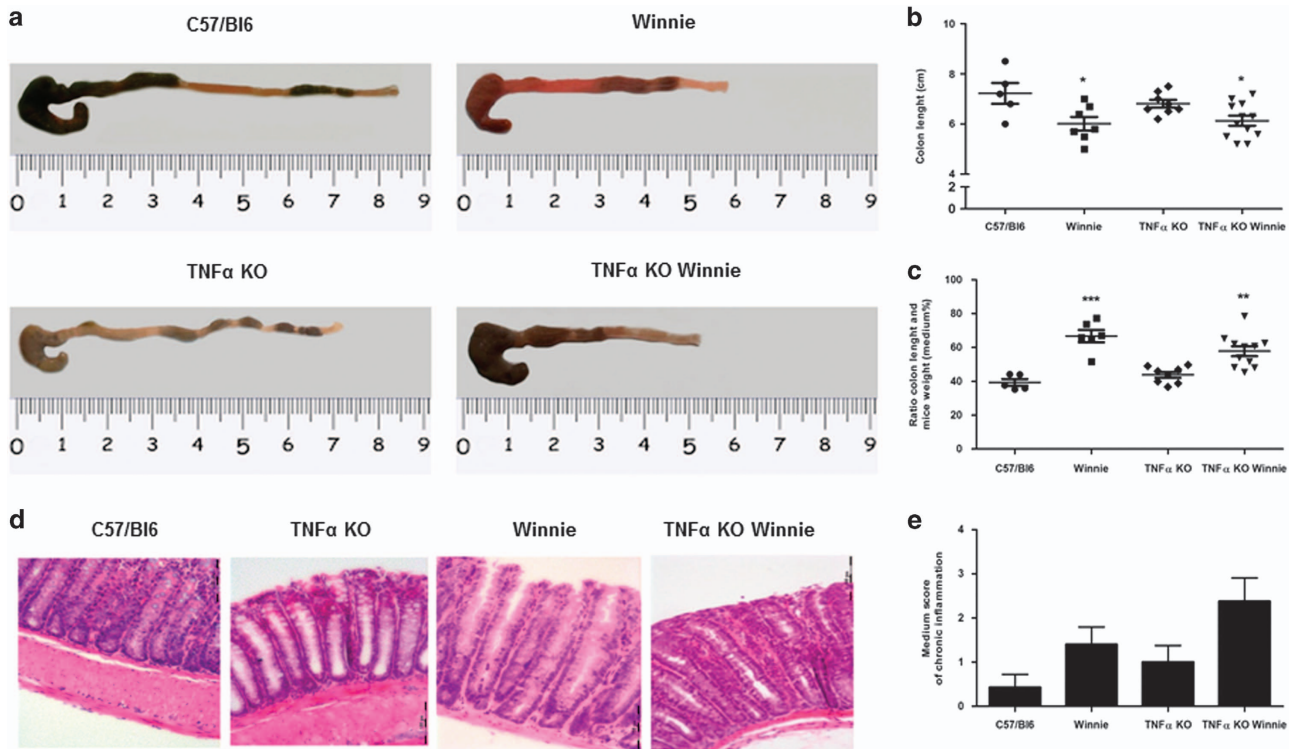 a
C57/Bl6
Winnie
0 1 2 3 4 5 6 7 8 9
0 1 2 3 4 5 6 7 8 9
TNFα KO
TNFα KO Winnie
0 1 2 3 4 5 6 7 8 9
0 1 2 3 4 5 6 7 8 9
b
Colon lenght (cm)
10
8
6
4
2
0
*
*
C57/Bl6 Winnie TNFα KO TNFα KO Winnie
c
Ratio colon lenght and
mice weight (medium%)
100
80
60
40
20
0
***
**
C57/Bl6 Winnie TNFα KO TNFα KO Winnie
d
C57/Bl6
TNFα KO
Winnie
TNFα KO Winnie
e
Medium score
of chronic inflammation
4
3
2
1
0
C57/Bl6 Winnie TNFα KO TNFα KO Winnie